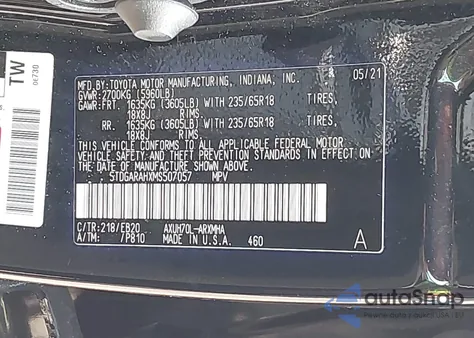 TW
02730
MFD. BY: TOYOTA MOTOR MANUFACTURING, INDIANA, INC. 05/21
GVWR: 2700KG (5960LB)
GAWR: FRT. 1635KG (3605LB) WITH 235/65R18 TIRES,
18X8J RIMS.
RR. 1635KG (3605LB) WITH 235/65R18 TIRES,
18X8J RIMS.
THIS VEHICLE CONFORMS TO ALL APPLICABLE FEDERAL MOTOR
VEHICLE SAFETY AND THEFT PREVENTION STANDARDS IN EFFECT ON
THE DATE OF MANUFACTURE SHOWN ABOVE.
5TDGARAHXMS507057 MPV
C/TR: 218/EB20 AXUH70L-ARXMHA
A/TM: /P810 MADE IN U.S.A. 460 A
autoSnap